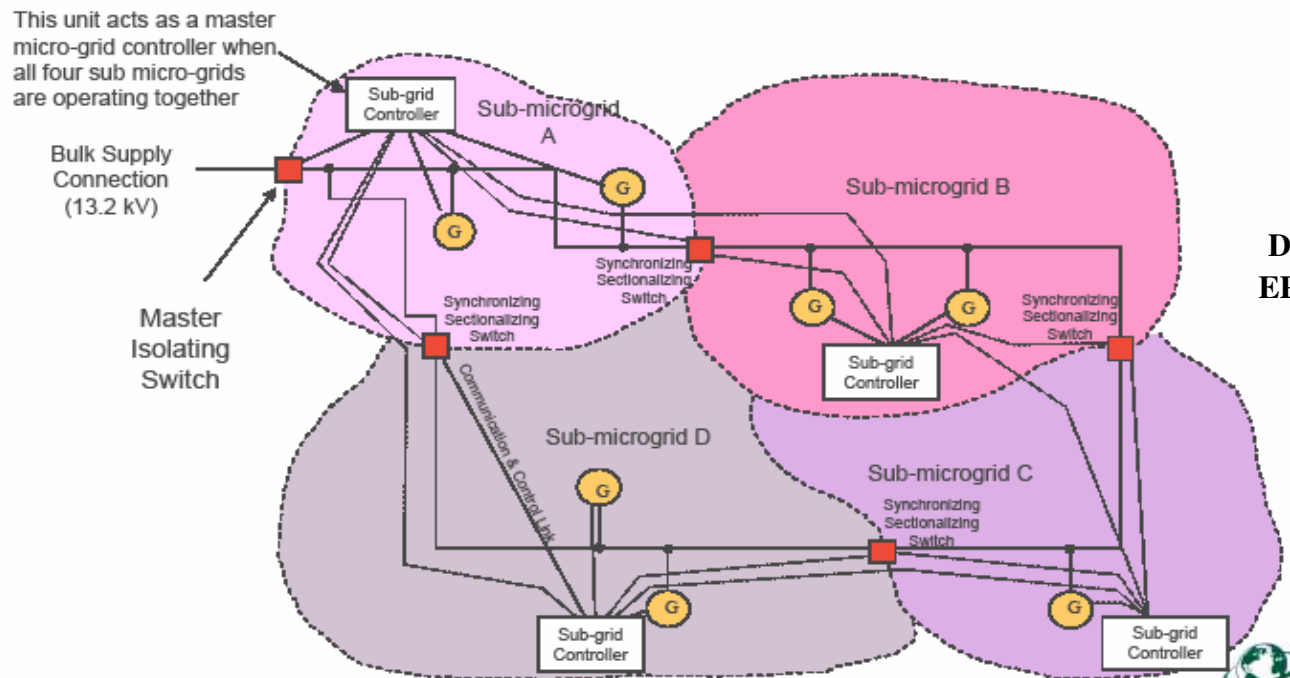 This unit acts as a master
micro-grid controller when
all four sub micro-grids
are operating together
Sub-grid
Controller
Sub-microgrid
A
Bulk Supply
Connection
(13.2 kV)
G
G
Sub-microgrid B
Synchronizing
Sectionalizing
Switch
G
G
Synchronizing
Sectionalizing
Switch
Master
Isolating
Switch
Synchronizing
Sectionalizing
Switch
Sub-grid
Controller
Communication & Control Link
Sub-microgrid D
Sub-microgrid C
G
Synchronizing
Sectionalizing
Switch
G
G
Sub-grid
Controller
Sub-grid
Controller
D